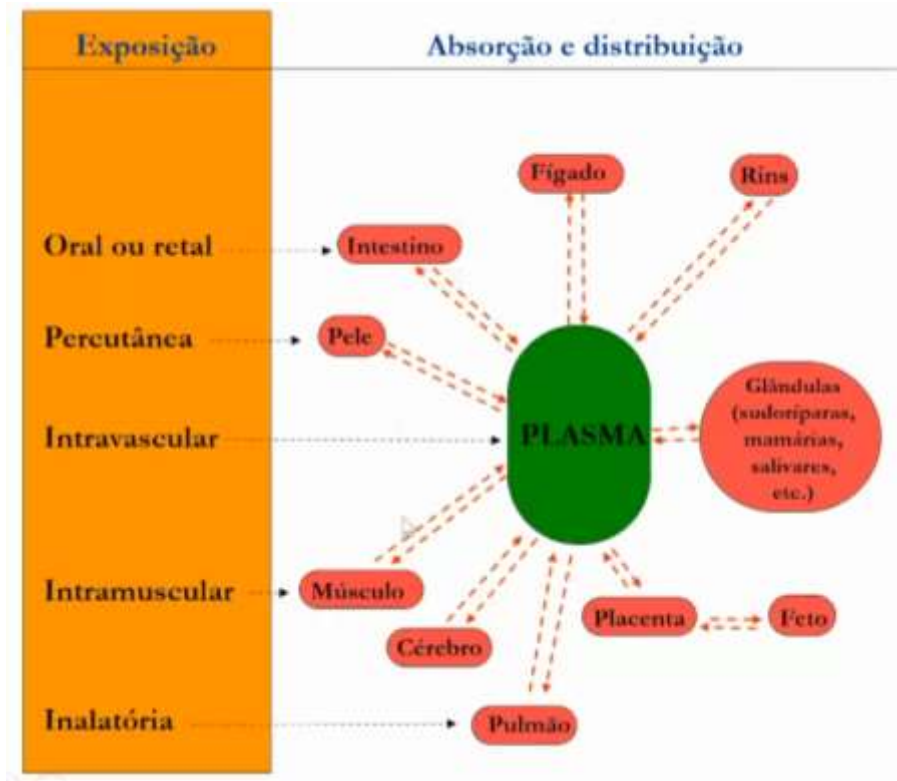 Exposição
Absorção e distribuição
Fígado
Rins
Oral ou retal
Intestino
Percutânea
Pele
Glândulas
(sudoríparas,
mamárias,
salivares,
etc.)
Intravascular
PLASMA
Intramuscular
Músculo
Cérebro
Placenta
Feto
Inalatória
Pulmão